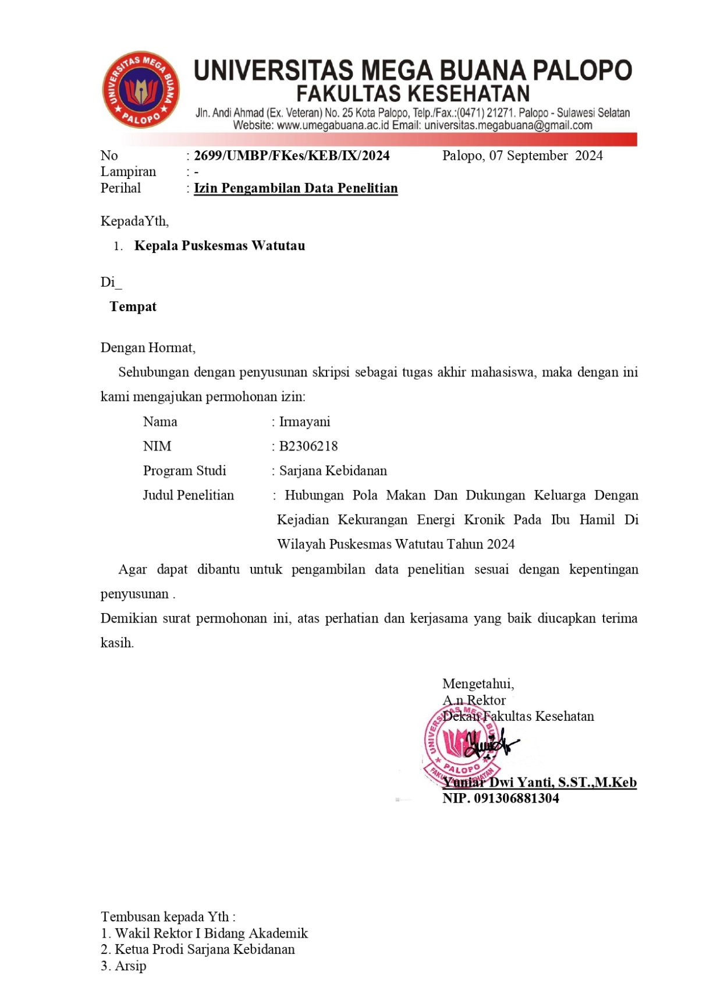 UNIVERSITAS MEGA BUANA
PALOPO
UNIVERSITAS MEGA BUANA PALOPO
FAKULTAS KESEHATAN
Jln. Andi Ahmad (Ex. Veteran) No. 25 Kota Palopo, Telp./Fax.:(0471) 21271. Palopo - Sulawesi Selatan
Website: www.umegabuana.ac.id Email: universitas.megabuana@gmail.com
No : 2699/UMBP/FKes/KEB/IX/2024 Palopo, 07 September 2024
Lampiran : -
Perihal : Izin Pengambilan Data Penelitian
KepadaYth,
1. Kepala Puskesmas Watutau
Di_
Tempat
Dengan Hormat,
Sehubungan dengan penyusunan skripsi sebagai tugas akhir mahasiswa, maka dengan ini
kami mengajukan permohonan izin:
Nama : Irmayani
NIM : B2306218
Program Studi : Sarjana Kebidanan
Judul Penelitian : Hubungan Pola Makan Dan Dukungan Keluarga Dengan
Kejadian Kekurangan Energi Kronik Pada Ibu Hamil Di
Wilayah Puskesmas Watutau Tahun 2024
Agar dapat dibantu untuk pengambilan data penelitian sesuai dengan kepentingan
penyusunan .
Demikian surat permohonan ini, atas perhatian dan kerjasama yang baik diucapkan terima
kasih.
Mengetahui,
A.n Rektor
Dekan Fakultas Kesehatan
UNIVERSITAS MEGA BUANA
PALOPO
FAKULTAS KESEHATAN
Yuniar Dwi Yanti, S.ST.,M.Keb
NIP. 091306881304
Tembusan kepada Yth :
1. Wakil Rektor I Bidang Akademik
2. Ketua Prodi Sarjana Kebidanan
3. Arsip